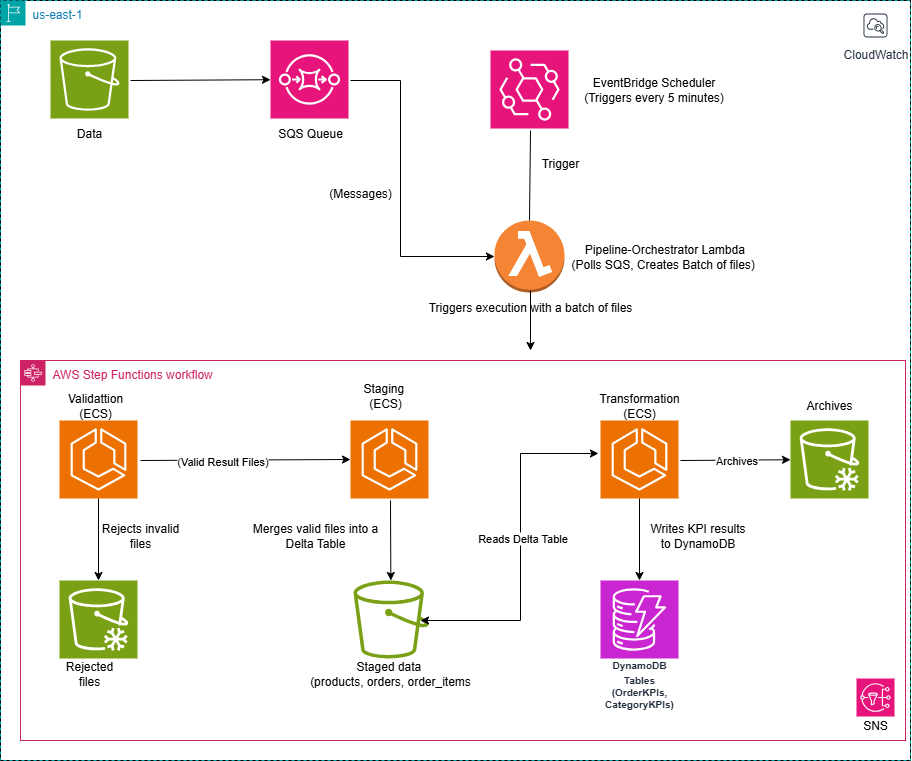 us-east-1
CloudWatch
Data
SQS Queue
EventBridge Scheduler
(Triggers every 5 minutes)
Trigger
(Messages)
Pipeline-Orchestrator Lambda
(Polls SQS, Creates Batch of files)
Triggers execution with a batch of files
AWS Step Functions workflow
Validattion
(ECS)
Staging
(ECS)
Transformation
(ECS)
Archives
(Valid Result Files)
Archives
Rejects invalid
files
Merges valid files into a
Delta Table
Reads Delta Table
Writes KPI results
to DynamoDB
Rejected
files
Staged data
(products, orders, order_items
DynamoDB
Tables
(OrderKPIs,
CategoryKPIs)
SNS